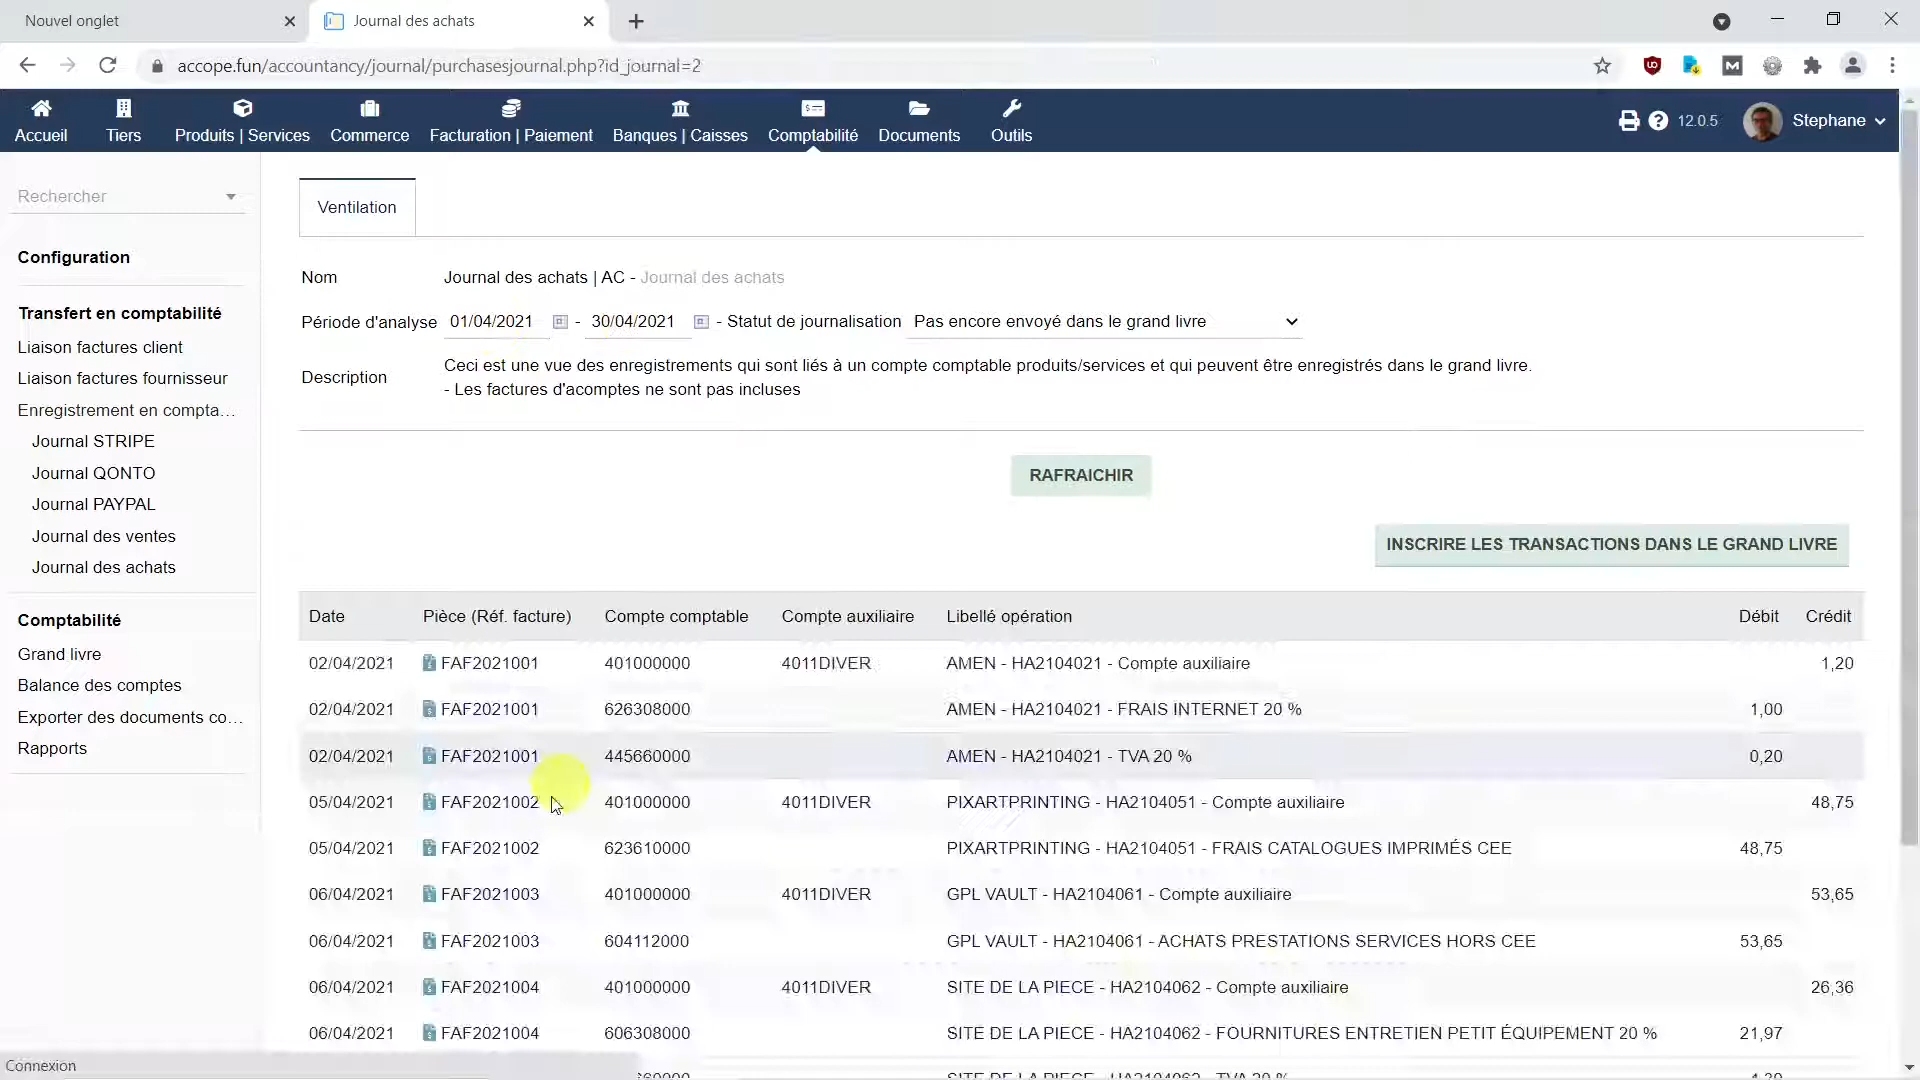 Nouvel onglet
Journal des achats
accope.fun/accountancy/journal/purchasesjournal.php?id_journal=2
Accueil Tiers Produits | Services Commerce Facturation | Paiement Banques | Caisses Comptabilité Documents Outils
12.0.5 Stephane
Rechercher
Configuration
Transfert en comptabilité
Liaison factures client
Liaison factures fournisseur
Enregistrement en compta...
Journal STRIPE
Journal QONTO
Journal PAYPAL
Journal des ventes
Journal des achats
Comptabilité
Grand livre
Balance des comptes
Exporter des documents co...
Rapports
Ventilation
Nom Journal des achats | AC - Journal des achats
Période d'analyse 01/04/2021 - 30/04/2021 - Statut de journalisation Pas encore envoyé dans le grand livre
Description Ceci est une vue des enregistrements qui sont liés à un compte comptable produits/services et qui peuvent être enregistrés dans le grand livre.
- Les factures d'acomptes ne sont pas incluses
RAFRAICHIR
INSCRIRE LES TRANSACTIONS DANS LE GRAND LIVRE
Date Pièce (Réf. facture) Compte comptable Compte auxiliaire Libellé opération Débit Crédit
02/04/2021 FAF2021001 401000000 4011DIVER AMEN - HA2104021 - Compte auxiliaire 1,20
02/04/2021 FAF2021001 626308000 AMEN - HA2104021 - FRAIS INTERNET 20 % 1,00
02/04/2021 FAF2021001 445660000 AMEN - HA2104021 - TVA 20 % 0,20
05/04/2021 FAF2021002 401000000 4011DIVER PIXARTPRINTING - HA2104051 - Compte auxiliaire 48,75
05/04/2021 FAF2021002 623610000 PIXARTPRINTING - HA2104051 - FRAIS CATALOGUES IMPRIMÉS CEE 48,75
06/04/2021 FAF2021003 401000000 4011DIVER GPL VAULT - HA2104061 - Compte auxiliaire 53,65
06/04/2021 FAF2021003 604112000 GPL VAULT - HA2104061 - ACHATS PRESTATIONS SERVICES HORS CEE 53,65
06/04/2021 FAF2021004 401000000 4011DIVER SITE DE LA PIECE - HA2104062 - Compte auxiliaire 26,36
06/04/2021 FAF2021004 606308000 SITE DE LA PIECE - HA2104062 - FOURNITURES ENTRETIEN PETIT ÉQUIPEMENT 20 % 21,97
SITE DE LA PIECE - HA2104062 - TVA 20 %
Connexion